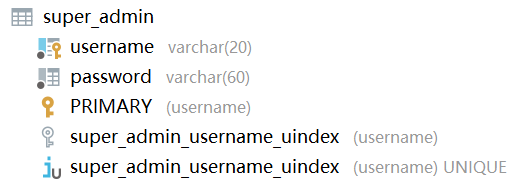 super_admin
username varchar(20)
password varchar(60)
PRIMARY (username)
super_admin_username_uindex (username)
super_admin_username_uindex (username) UNIQUE